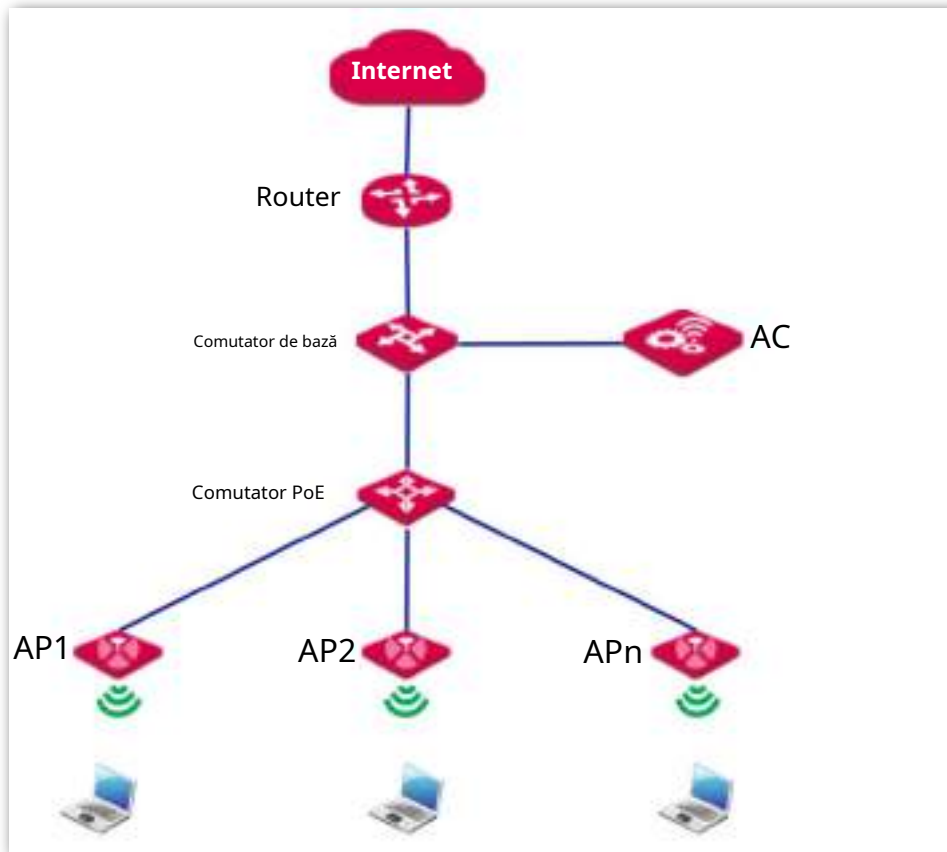 Internet
Router
Comutator de bază
AC
Comutator PoE
AP1
AP2
APn